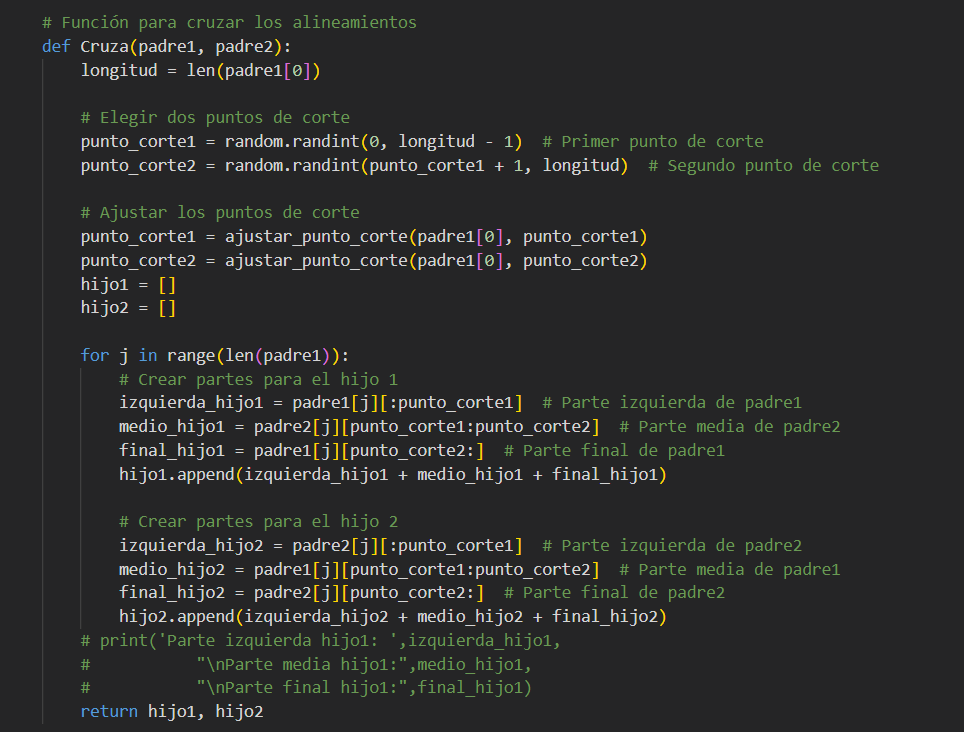 # Función para cruzar los alineamientos
def Cruza(padre1, padre2):
    longitud = len(padre1[0])

    # Elegir dos puntos de corte
    punto_corte1 = random.randint(0, longitud - 1)  # Primer punto de corte
    punto_corte2 = random.randint(punto_corte1 + 1, longitud)  # Segundo punto de corte

    # Ajustar los puntos de corte
    punto_corte1 = ajustar_punto_corte(padre1[0], punto_corte1)
    punto_corte2 = ajustar_punto_corte(padre1[0], punto_corte2)
    hijo1 = []
    hijo2 = []

    for j in range(len(padre1)):
        # Crear partes para el hijo 1
        izquierda_hijo1 = padre1[j][:punto_corte1]  # Parte izquierda de padre1
        medio_hijo1 = padre2[j][punto_corte1:punto_corte2]  # Parte media de padre2
        final_hijo1 = padre1[j][punto_corte2:]  # Parte final de padre1
        hijo1.append(izquierda_hijo1 + medio_hijo1 + final_hijo1)

        # Crear partes para el hijo 2
        izquierda_hijo2 = padre2[j][:punto_corte1]  # Parte izquierda de padre2
        medio_hijo2 = padre1[j][punto_corte1:punto_corte2]  # Parte media de padre1
        final_hijo2 = padre2[j][punto_corte2:]  # Parte final de padre2
        hijo2.append(izquierda_hijo2 + medio_hijo2 + final_hijo2)
    # print('Parte izquierda hijo1: ',izquierda_hijo1,
    #           "\nParte media hijo1:",medio_hijo1,
    #           "\nParte final hijo1:",final_hijo1)
    return hijo1, hijo2